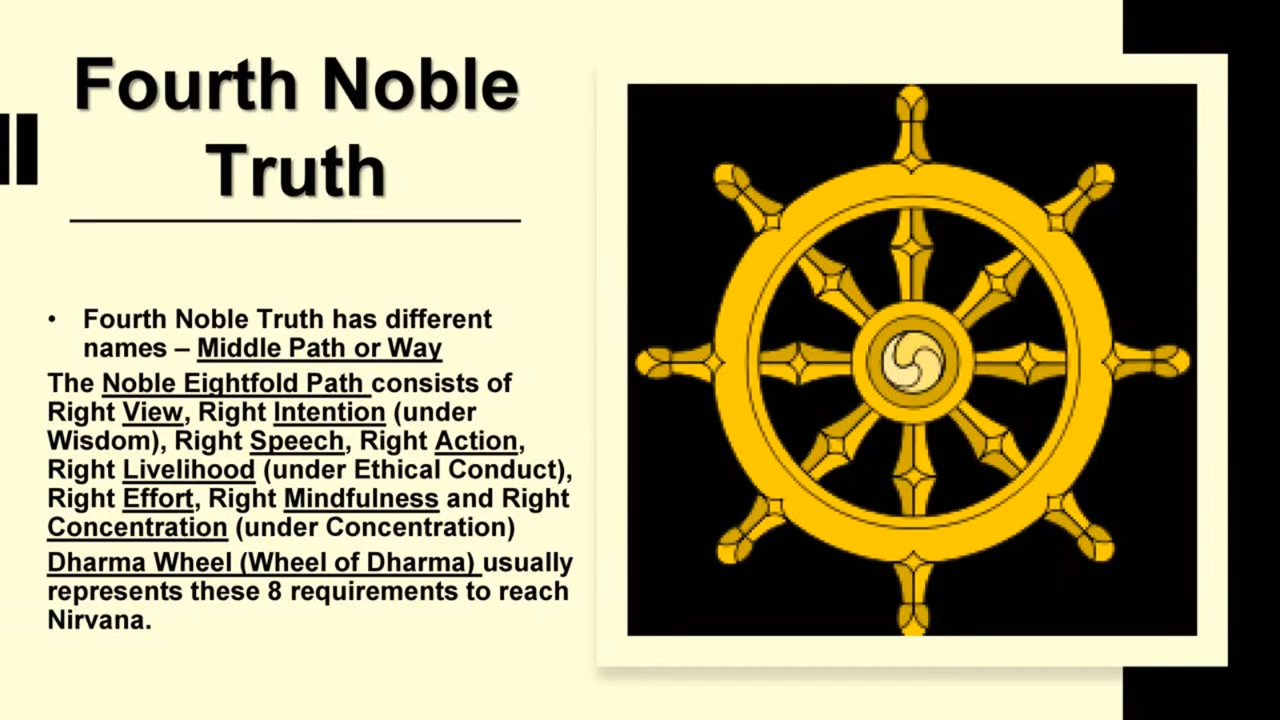 Fourth Noble
Truth
• Fourth Noble Truth has different
names – Middle Path or Way
The Noble Eightfold Path consists of
Right View, Right Intention (under
Wisdom), Right Speech, Right Action,
Right Livelihood (under Ethical Conduct),
Right Effort, Right Mindfulness and Right
Concentration (under Concentration)
Dharma Wheel (Wheel of Dharma) usually
represents these 8 requirements to reach
Nirvana.